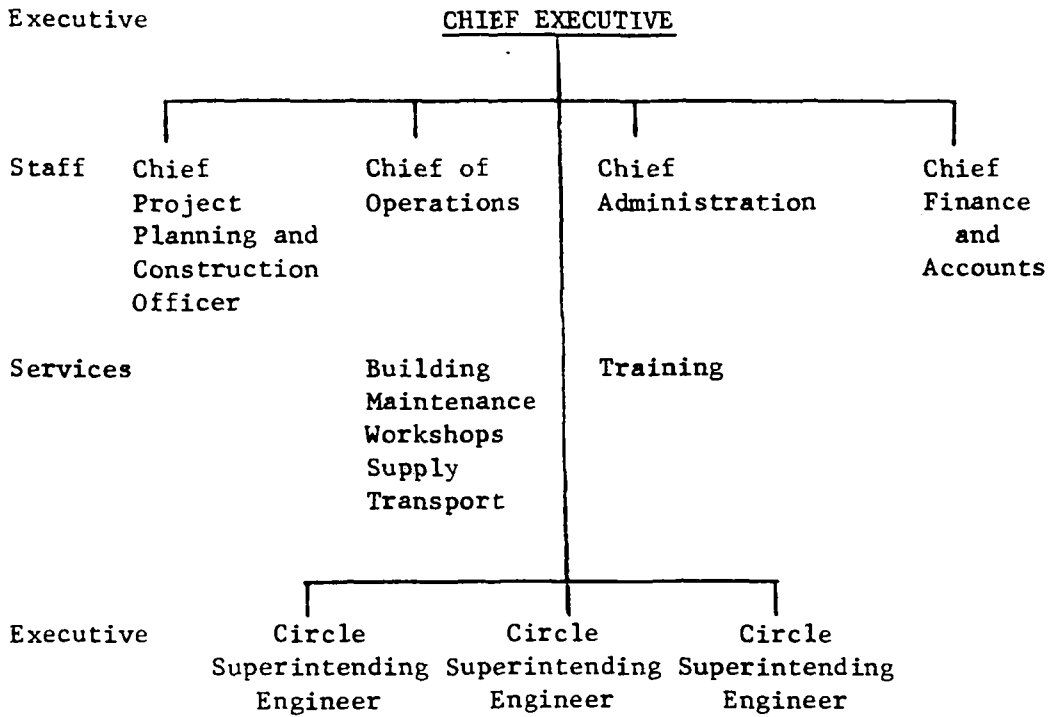 Executive CHIEF EXECUTIVE
Staff Chief Chief of Chief Chief
Project Operations Administration Finance
Planning and and
Construction Accounts
Officer
Services Building Training
Maintenance
Workshops
Supply
Transport
Executive Circle Circle Circle
Superintending Superintending Superintending
Engineer Engineer Engineer